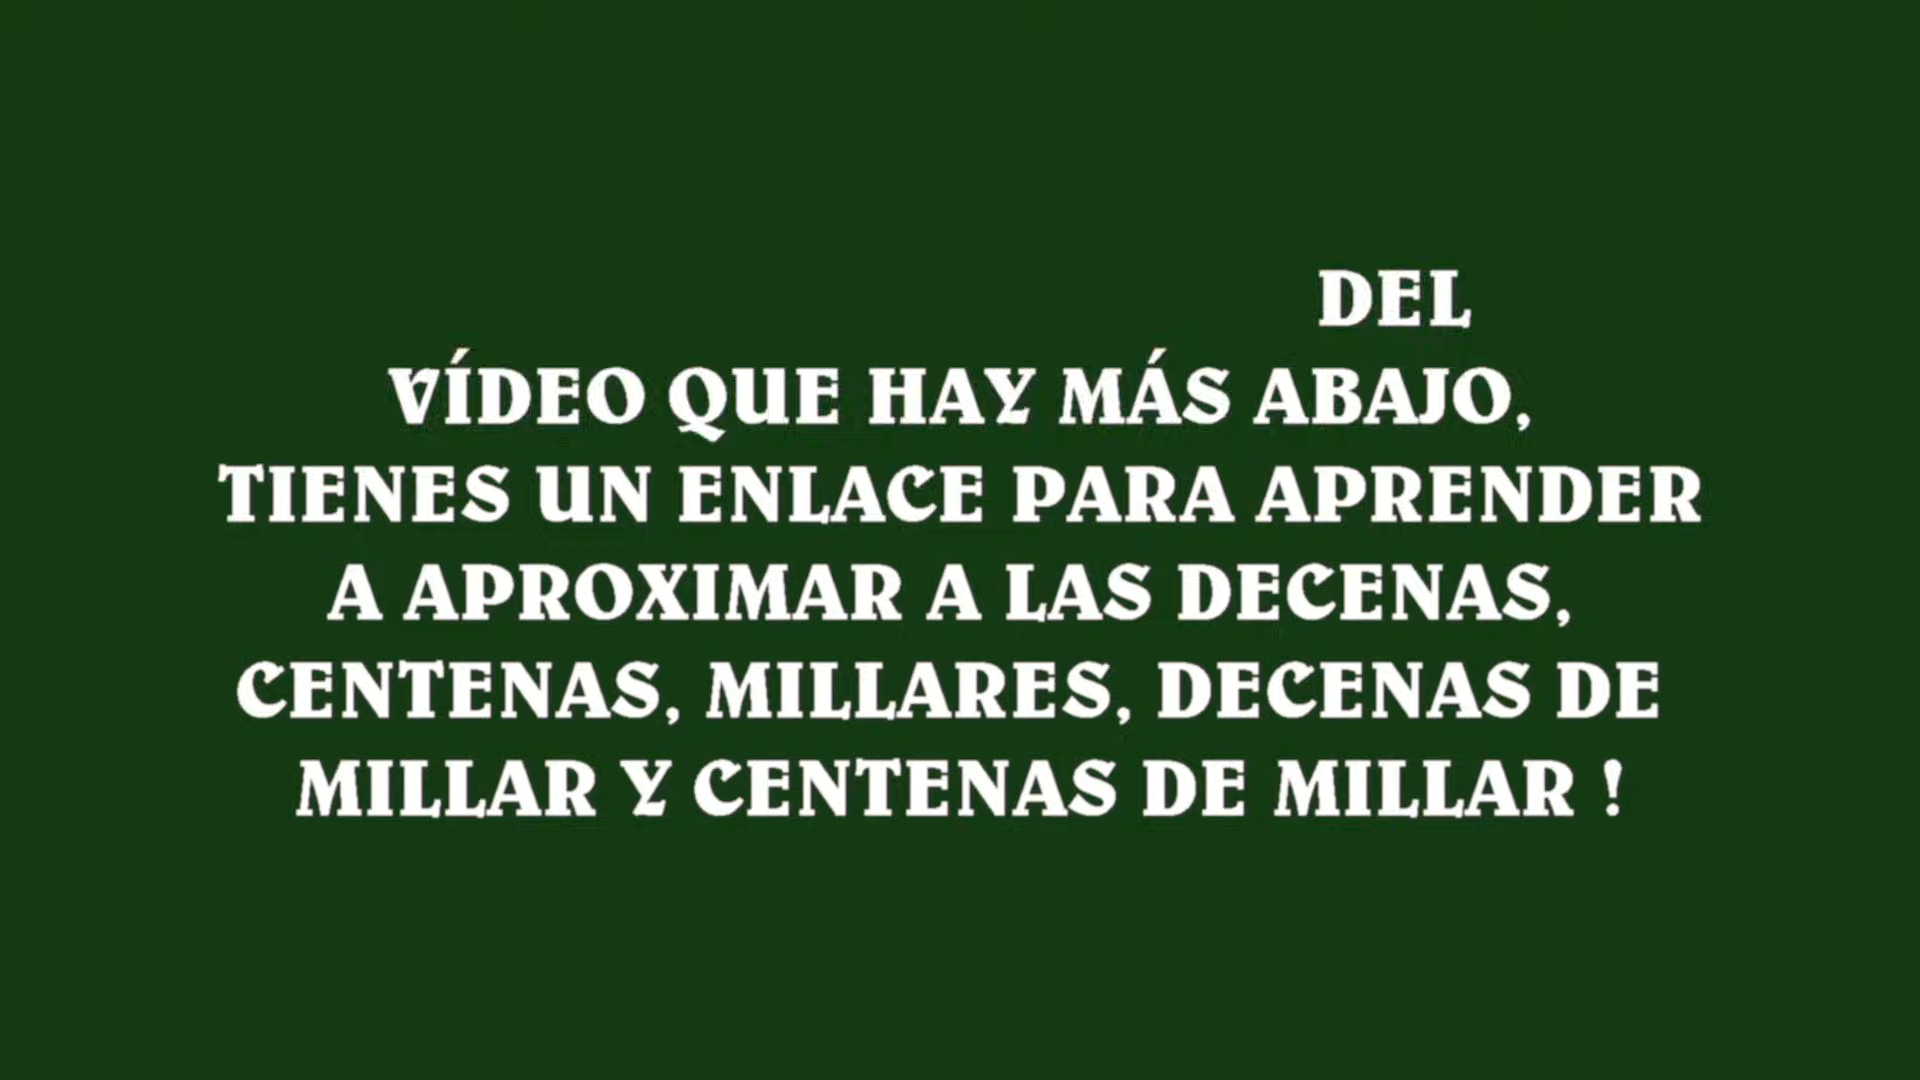 DEL
VÍDEO QUE HAY MÁS ABAJO,
TIENES UN ENLACE PARA APRENDER
A APROXIMAR A LAS DECENAS,
CENTENAS, MILLARES, DECENAS DE
MILLAR Y CENTENAS DE MILLAR !